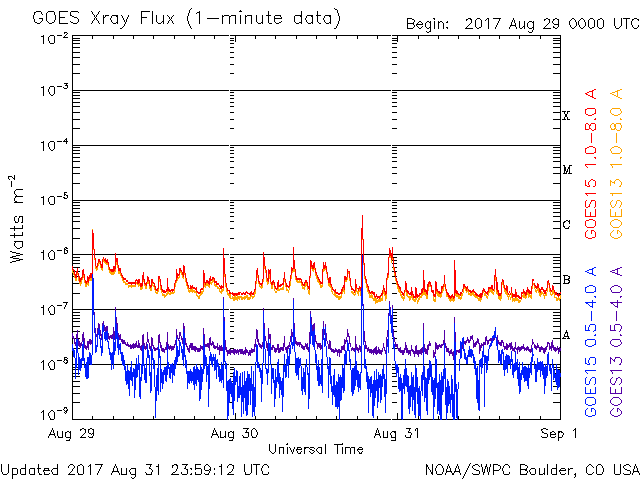 GOES Xray Flux (1-minute data)
Begin: 2017 Aug 29 0000 UTC
10-2
10-3
10-4
10-5
10-6
10-7
10-8
10-9
Watts m-2
X
M
C
B
A
GOES15 1.0-8.0 A
GOES13 1.0-8.0 A
GOES15 0.5-4.0 A
GOES13 0.5-4.0 A
Aug 29
Aug 30
Aug 31
Sep 1
Universal Time
Updated 2017 Aug 31 23:59:12 UTC
NOAA/SWPC Boulder, CO USA